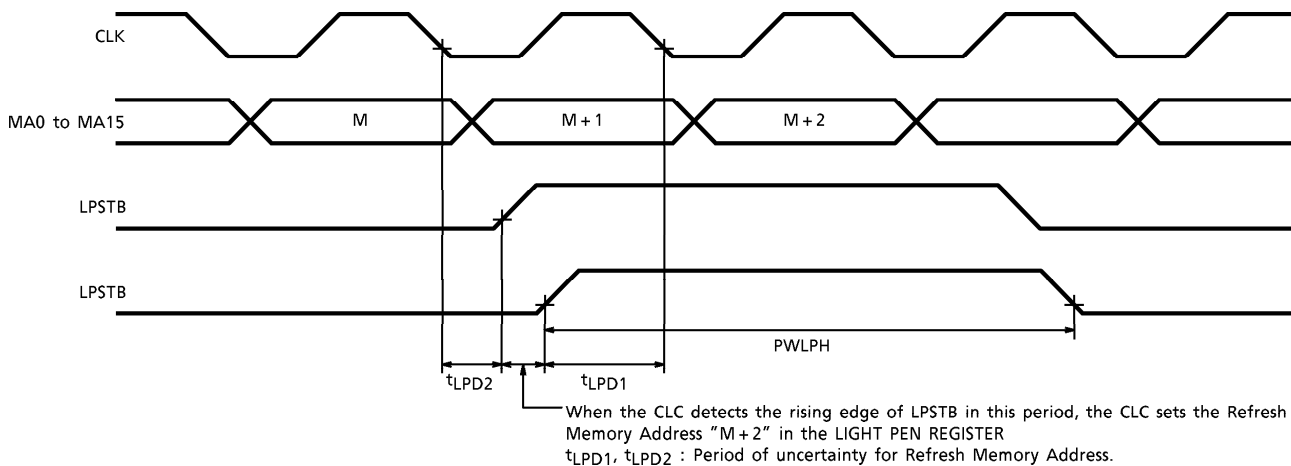 CLK
MA0 to MA15
M
M + 1
M + 2
LPSTB
LPSTB
PWLPH
tLPD2
tLPD1
When the CLC detects the rising edge of LPSTB in this period, the CLC sets the Refresh
Memory Address "M + 2" in the LIGHT PEN REGISTER
tLPD1, tLPD2 : Period of uncertainty for Refresh Memory Address.